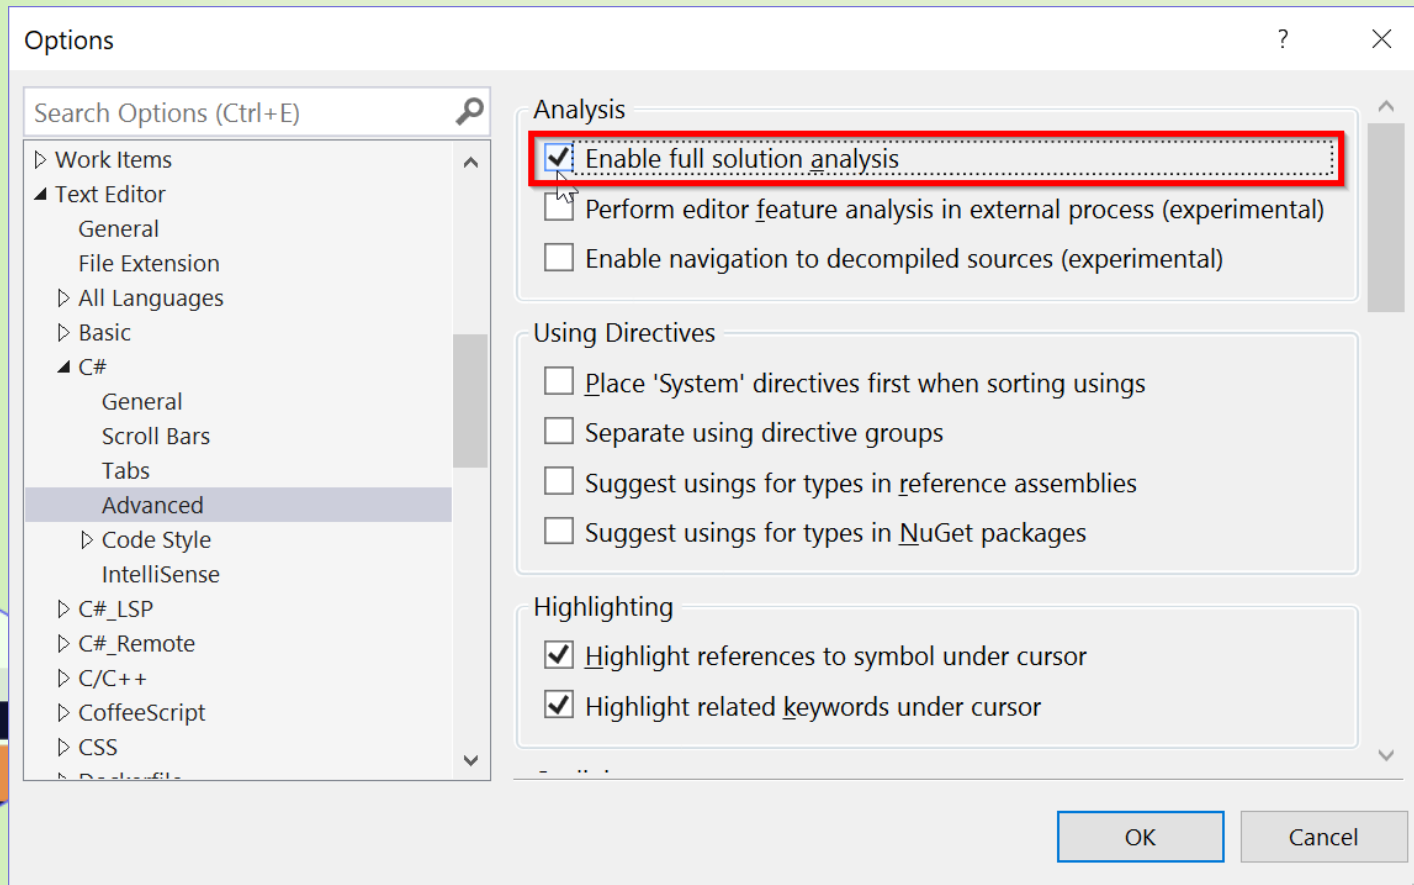 Options
?
Search Options (Ctrl+E)
Work Items
Text Editor
General
File Extension
All Languages
Basic
C#
General
Scroll Bars
Tabs
Advanced
Code Style
IntelliSense
C#_LSP
C#_Remote
C/C++
CoffeeScript
CSS
Analysis
Enable full solution analysis
Perform editor feature analysis in external process (experimental)
Enable navigation to decompiled sources (experimental)
Using Directives
Place 'System' directives first when sorting usings
Separate using directive groups
Suggest usings for types in reference assemblies
Suggest usings for types in NuGet packages
Highlighting
Highlight references to symbol under cursor
Highlight related keywords under cursor
OK
Cancel